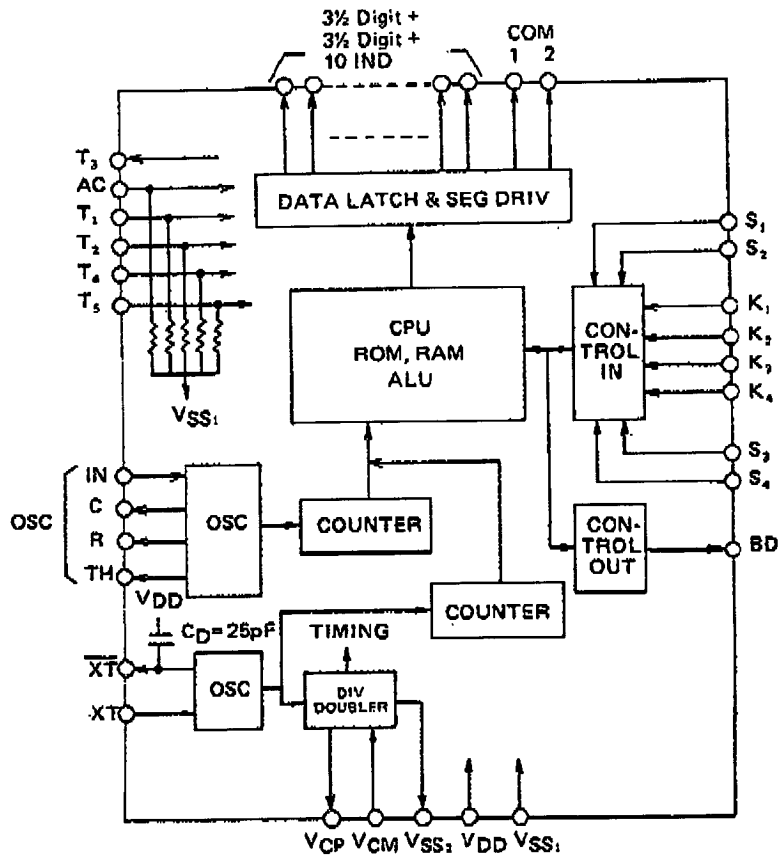 3½ Digit +
3½ Digit +
10 IND
COM
1 2
T₃
AC
T₁
T₂
T₄
T₅
VSS₁
DATA LATCH & SEG DRIV
CPU
ROM, RAM
ALU
CON-
TROL
IN
S₁
S₂
K₁
K₂
K₃
K₄
S₃
S₄
OSC
IN
C
R
TH
OSC
COUNTER
CON-
TROL
OUT
BD
VDD
CD = 25pF
XT
XT
OSC
TIMING
DIV
DOUBLER
COUNTER
VCP VCM VSS₂ VDD VSS₁